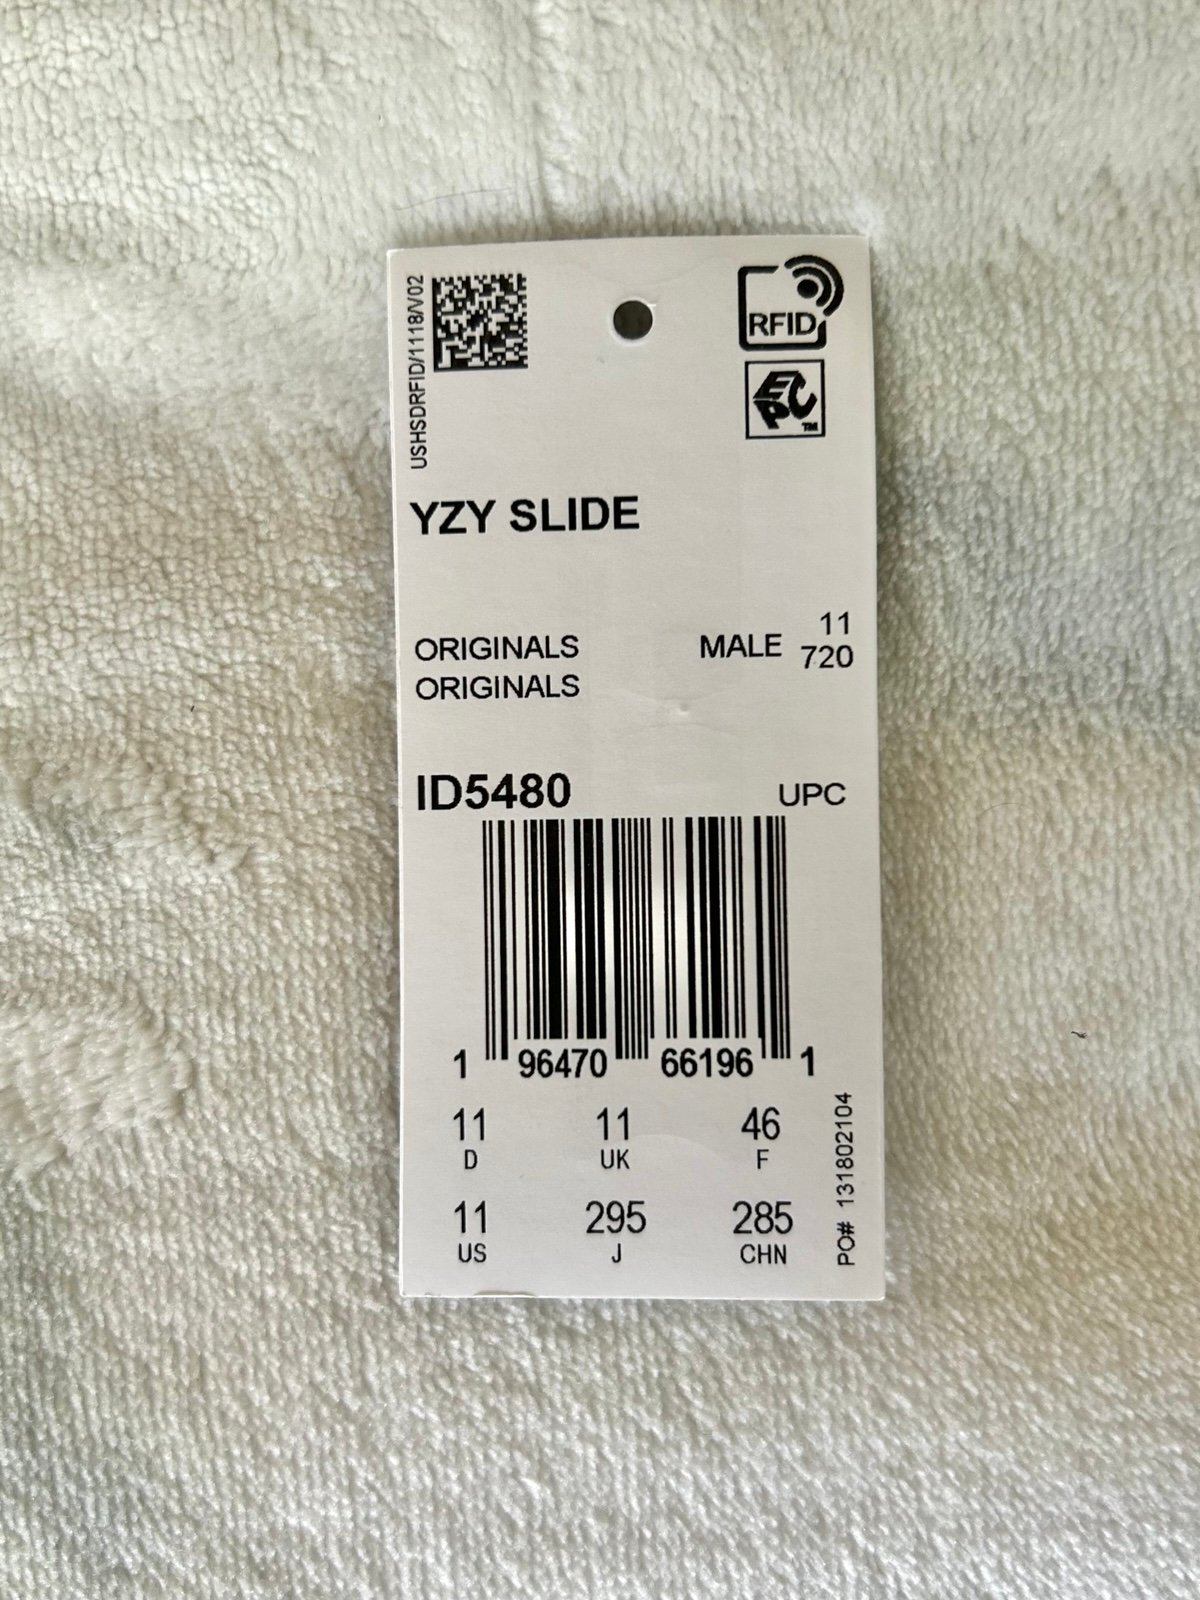 USHSDRFID/1118/V02
RFID
EPC™
YZY SLIDE
ORIGINALS MALE 11
ORIGINALS 720
ID5480 UPC
1 96470 66196 1
11 11 46
D UK F
11 295 285
US J CHN
PO# 131802104